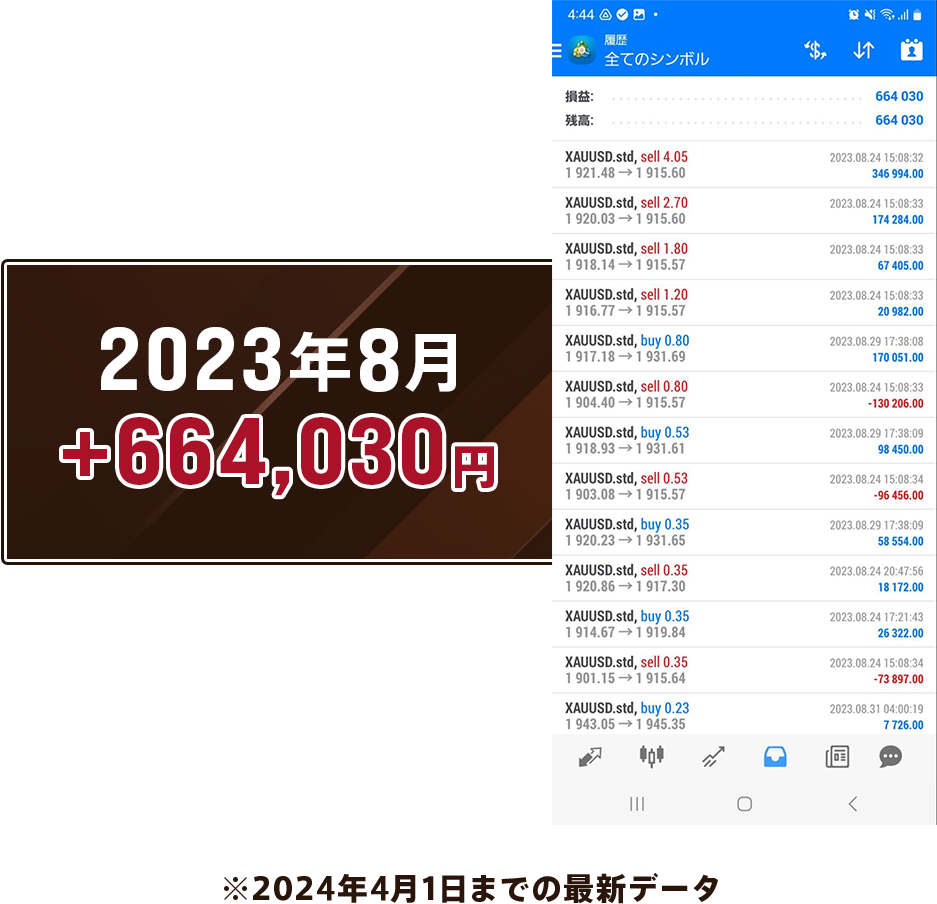 2023年8月
+664,030円
4:44
履歴
全てのシンボル
損益: 664 030
残高: 664 030
XAUUSD.std, sell 4.05 2023.08.24 15:08:32
1 921.48 → 1 915.60 346 994.00
XAUUSD.std, sell 2.70 2023.08.24 15:08:33
1 920.03 → 1 915.60 174 284.00
XAUUSD.std, sell 1.80 2023.08.24 15:08:33
1 918.14 → 1 915.57 67 405.00
XAUUSD.std, sell 1.20 2023.08.24 15:08:33
1 916.77 → 1 915.57 20 982.00
XAUUSD.std, buy 0.80 2023.08.29 17:38:08
1 917.18 → 1 931.69 170 051.00
XAUUSD.std, sell 0.80 2023.08.24 15:08:33
1 904.40 → 1 915.57 -130 206.00
XAUUSD.std, buy 0.53 2023.08.29 17:38:09
1 918.93 → 1 931.61 98 450.00
XAUUSD.std, sell 0.53 2023.08.24 15:08:34
1 903.08 → 1 915.57 -96 456.00
XAUUSD.std, buy 0.35 2023.08.29 17:38:09
1 920.23 → 1 931.65 58 554.00
XAUUSD.std, sell 0.35 2023.08.24 20:47:56
1 920.86 → 1 917.30 18 172.00
XAUUSD.std, buy 0.35 2023.08.24 17:21:43
1 914.67 → 1 919.84 26 322.00
XAUUSD.std, sell 0.35 2023.08.24 15:08:34
1 901.15 → 1 915.64 -73 897.00
XAUUSD.std, buy 0.23 2023.08.31 04:00:19
1 943.05 → 1 945.35 7 726.00
※2024年4月1日までの最新データ